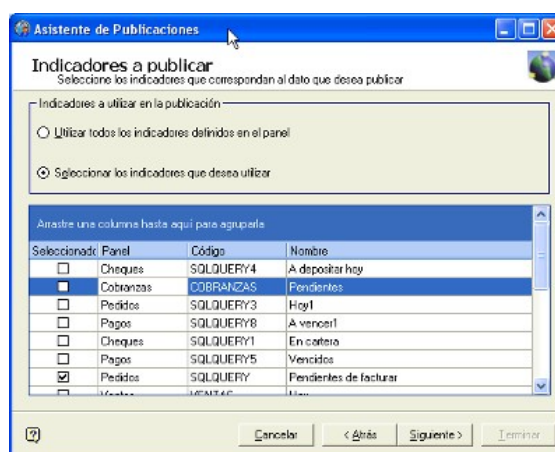 Asistente de Publicaciones
Indicadores a publicar
Seleccione los indicadores que correspondan al dato que desea publicar
Indicadores a utilizar en la publicación
Utilizar todos los indicadores definidos en el panel
Seleccionar los indicadores que desea utilizar
Arrastre una columna hasta aquí para agruparla
Seleccionado Panel Código Nombre
Cheques SQLQUERY4 A depositar hoy
Cobranzas COBRANZAS Pendientes
Pedidos SQLQUERY3 Hoy1
Pagos SQLQUERY8 A vencer1
Cheques SQLQUERY1 En cartera
Pagos SQLQUERY5 Vencidos
Pedidos SQLQUERY Pendientes de facturar
Ventas VENTAS Hoy
Cancelar < Atrás Siguiente > Terminar